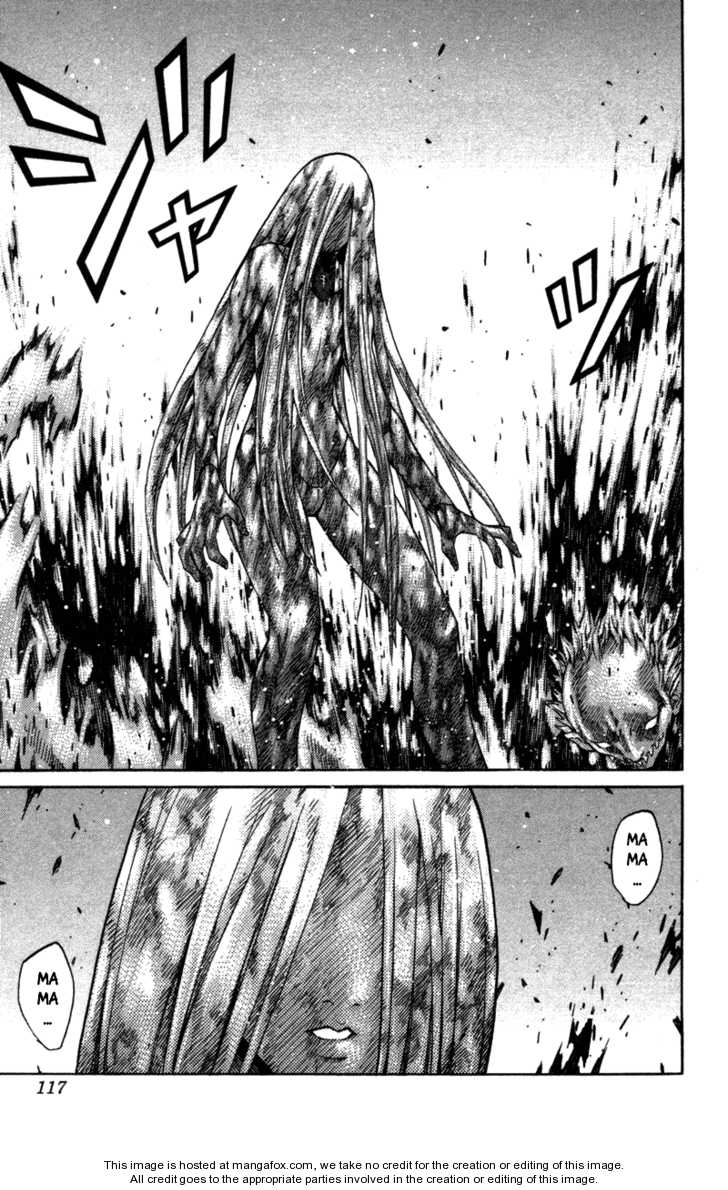 ジャ
ッ
MA
MA
...
MA
MA
...
117
This image is hosted at mangafox.com, we take no credit for the creation or editing of this image.
All credit goes to the appropriate parties involved in the creation or editing of this image.